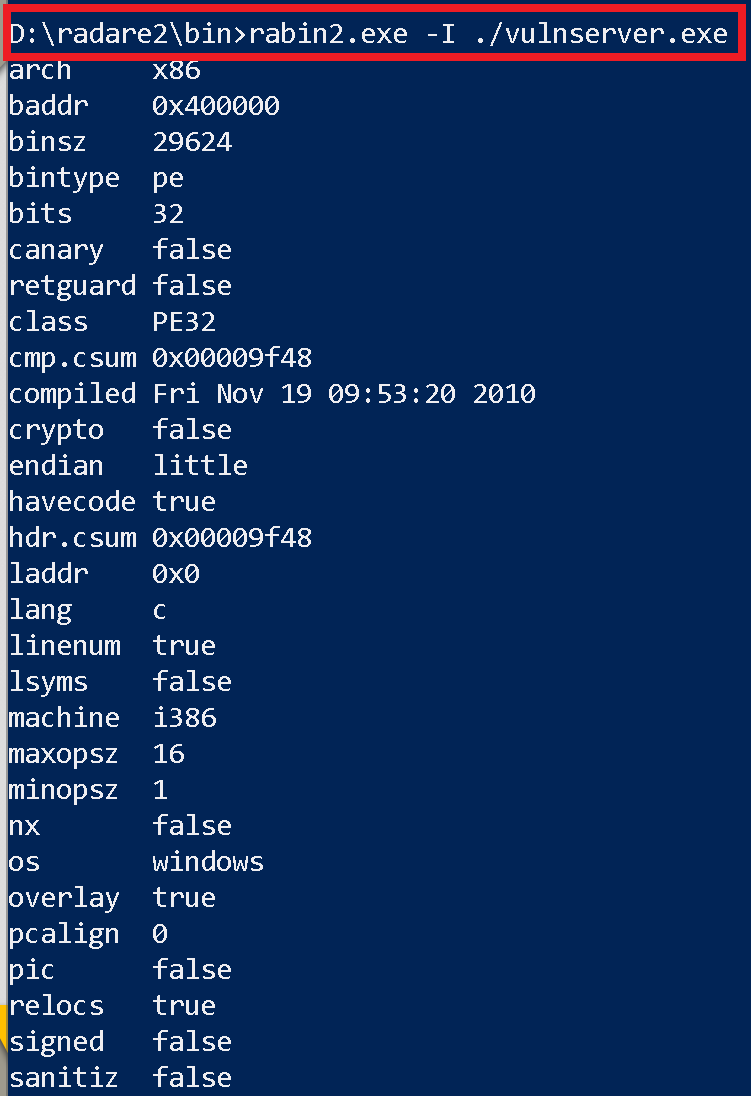 D:\radare2\bin>rabin2.exe -I ./vulnserver.exe
arch     x86
baddr    0x400000
binsz    29624
bintype  pe
bits     32
canary   false
retguard false
class    PE32
cmp.csum 0x00009f48
compiled Fri Nov 19 09:53:20 2010
crypto   false
endian   little
havecode true
hdr.csum 0x00009f48
laddr    0x0
lang     c
linenum  true
lsyms    false
machine  i386
maxopsz  16
minopsz  1
nx       false
os       windows
overlay  true
pcalign  0
pic      false
relocs   true
signed   false
sanitiz  false